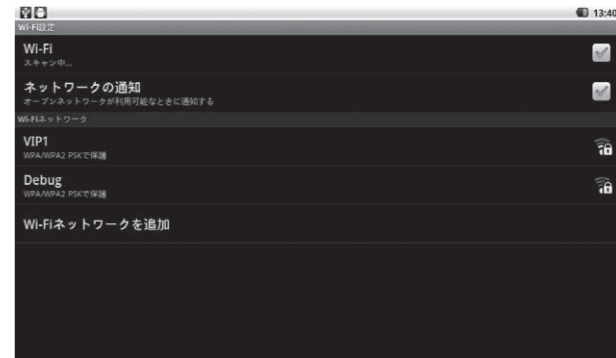 13:40
Wi-Fi設定
Wi-Fi
スキャン中...
ネットワークの通知
オープンネットワークが利用可能なときに通知する
Wi-Fiネットワーク
VIP1
WPA/WPA2 PSKで保護
Debug
WPA/WPA2 PSKで保護
Wi-Fiネットワークを追加